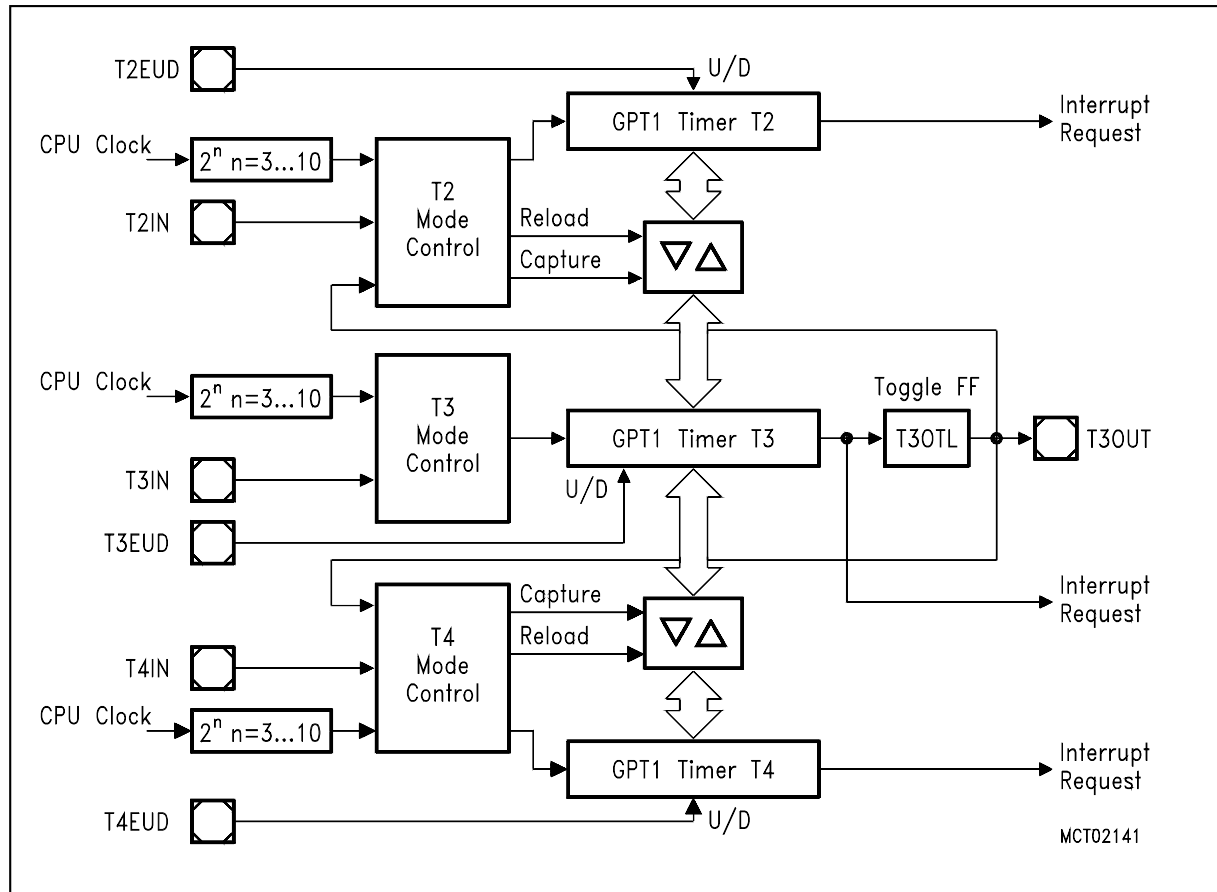 T2EUD
U/D
GPT1 Timer T2
Interrupt
Request
CPU Clock
2ⁿ n=3...10
T2
Mode
Control
T2IN
Reload
Capture
CPU Clock
2ⁿ n=3...10
T3
Mode
Control
Toggle FF
GPT1 Timer T3
T3OTL
T3OUT
T3IN
U/D
T3EUD
Capture
Interrupt
Request
Reload
T4
Mode
Control
T4IN
CPU Clock
2ⁿ n=3...10
GPT1 Timer T4
Interrupt
Request
T4EUD
U/D
MCT02141